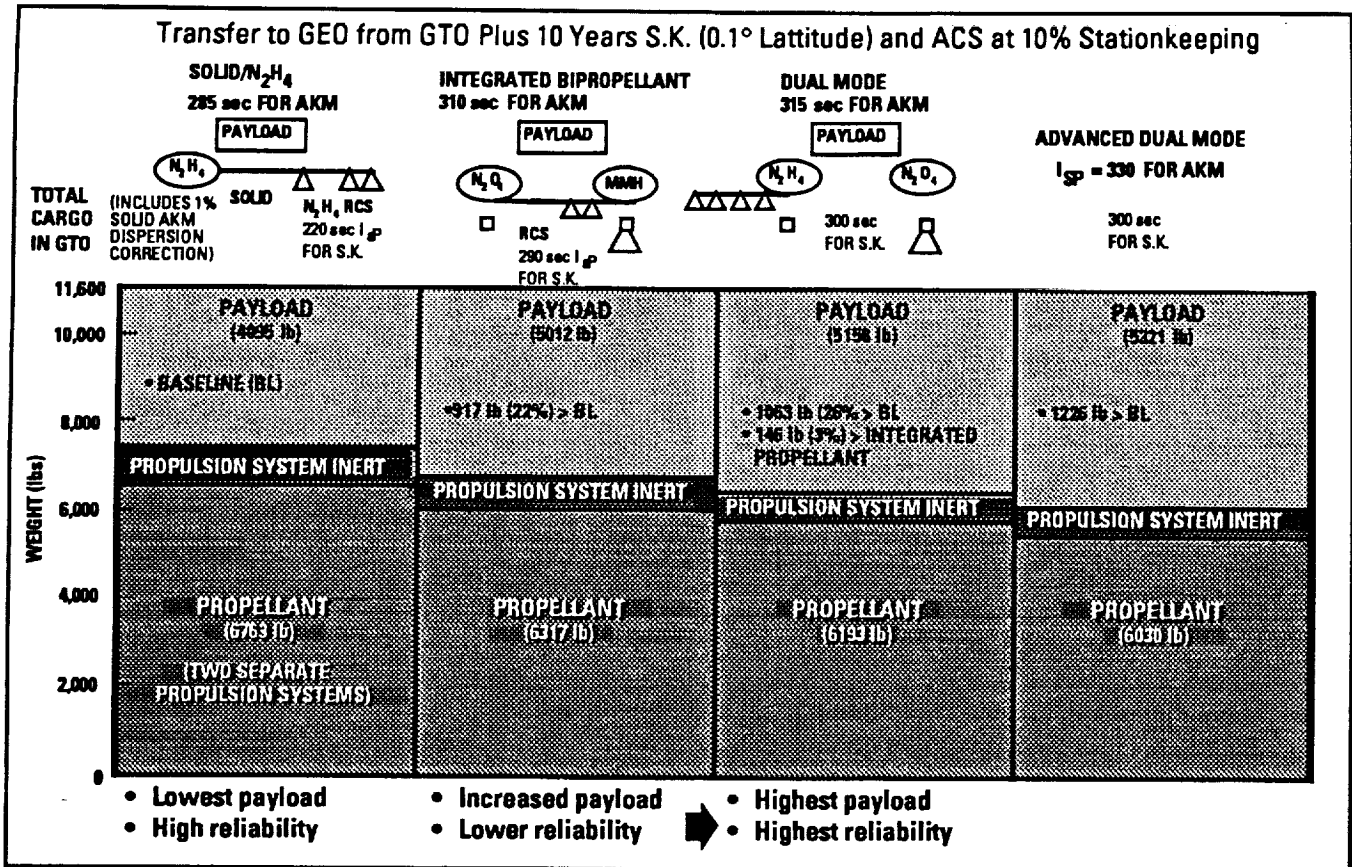 Transfer to GEO from GTO Plus 10 Years S.K. (0.1° Lattitude) and ACS at 10% Stationkeeping
SOLID/N₂H₄
285 sec FOR AKM
PAYLOAD
N₂H₄
SOLID
N₂H₄ RCS
220 sec I_SP
FOR S.K.
TOTAL
CARGO
IN GTO
(INCLUDES 1%
SOLID AKM
DISPERSION
CORRECTION)
INTEGRATED BIPROPELLANT
310 sec FOR AKM
PAYLOAD
MMH
RCS
290 sec I_SP
FOR S.K.
DUAL MODE
315 sec FOR AKM
PAYLOAD
N₂H₄
300 sec
FOR S.K.
ADVANCED DUAL MODE
I_SP = 330 FOR AKM
300 sec
FOR S.K.
WEIGHT (lbs)
11,600
10,000
8,000
6,000
4,000
2,000
0
PAYLOAD
(4095 lb)
• BASELINE (BL)
PROPULSION SYSTEM INERT
PROPELLANT
(6763 lb)
(TWO SEPARATE
PROPULSION SYSTEMS)
PAYLOAD
(5012 lb)
• 917 lb (22%) > BL
PROPULSION SYSTEM INERT
PROPELLANT
(6317 lb)
PAYLOAD
(5158 lb)
• 1063 lb (26% > BL
• 146 lb (3%) > INTEGRATED
PROPELLANT
PROPULSION SYSTEM INERT
PROPELLANT
(6193 lb)
PAYLOAD
(5321 lb)
• 1226 lb > BL
PROPULSION SYSTEM INERT
PROPELLANT
(6030 lb)
• Lowest payload
• High reliability
• Increased payload
• Lower reliability
• Highest payload
• Highest reliability